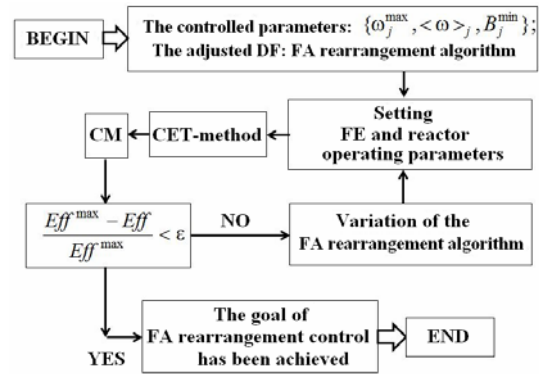 BEGIN
The controlled parameters: {ω_j^max, <ω>_j, B_j^min};
The adjusted DF: FA rearrangement algorithm
Setting
FE and reactor
operating parameters
CET-method
CM
(Eff^max − Eff) / Eff^max < ε
NO
Variation of the
FA rearrangement algorithm
YES
The goal of
FA rearrangement control
has been achieved
END